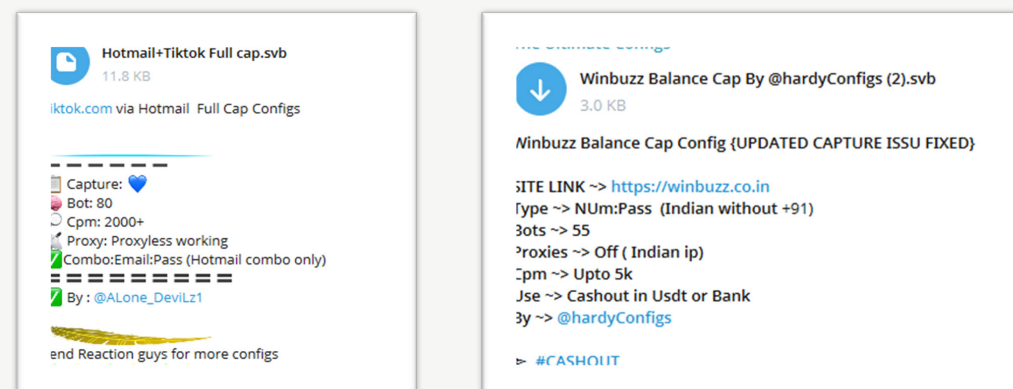 Hotmail+Tiktok Full cap.svb
11.8 KB
iktok.com via Hotmail Full Cap Configs
Capture: 💙
Bot: 80
Cpm: 2000+
Proxy: Proxyless working
Combo:Email:Pass (Hotmail combo only)
By : @ALone_DeviLz1
end Reaction guys for more configs
Winbuzz Balance Cap By @hardyConfigs (2).svb
3.0 KB
Winbuzz Balance Cap Config {UPDATED CAPTURE ISSU FIXED}
SITE LINK ~> https://winbuzz.co.in
Type ~> NUm:Pass (Indian without +91)
Bots ~> 55
Proxies ~> Off ( Indian ip)
Cpm ~> Upto 5k
Use ~> Cashout in Usdt or Bank
By ~> @hardyConfigs
#CASHOUT